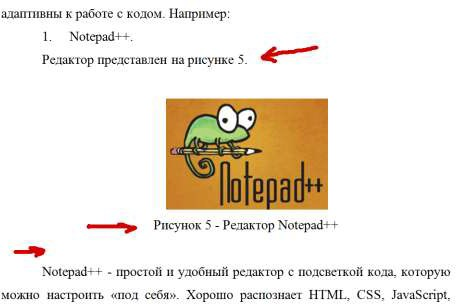 адаптивны к работе с кодом. Например:
1. Notepad++.
Редактор представлен на рисунке 5.
Notepad++
Рисунок 5 - Редактор Notepad++
Notepad++ - простой и удобный редактор с подсветкой кода, которую
можно настроить «под себя». Хорошо распознает HTML, CSS, JavaScript,